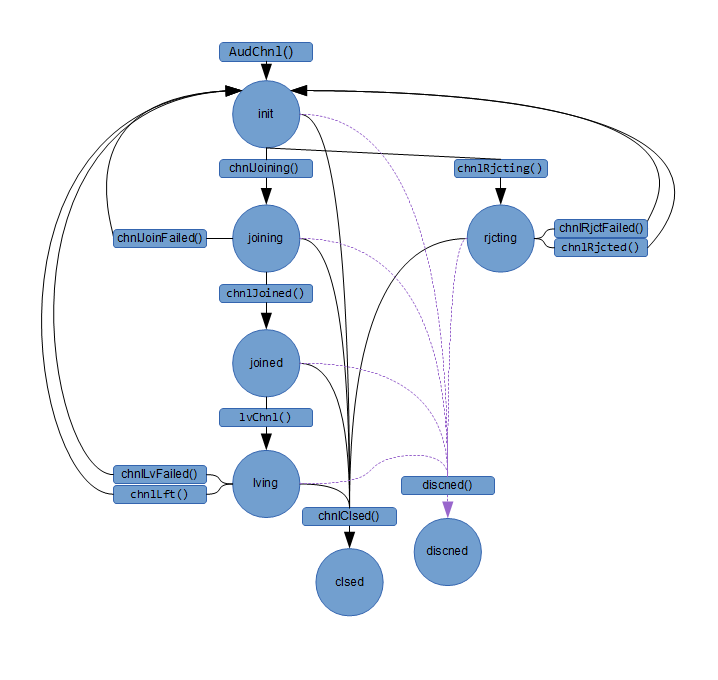 AudChnl()
init
chnlJoining()
chnlRjcting()
chnlJoinFailed()
joining
rjcting
chnlRjctFailed()
chnlRjcted()
chnlJoined()
joined
lvChnl()
chnlLvFailed()
chnlLft()
lving
discned()
chnlClsed()
discned
clsed